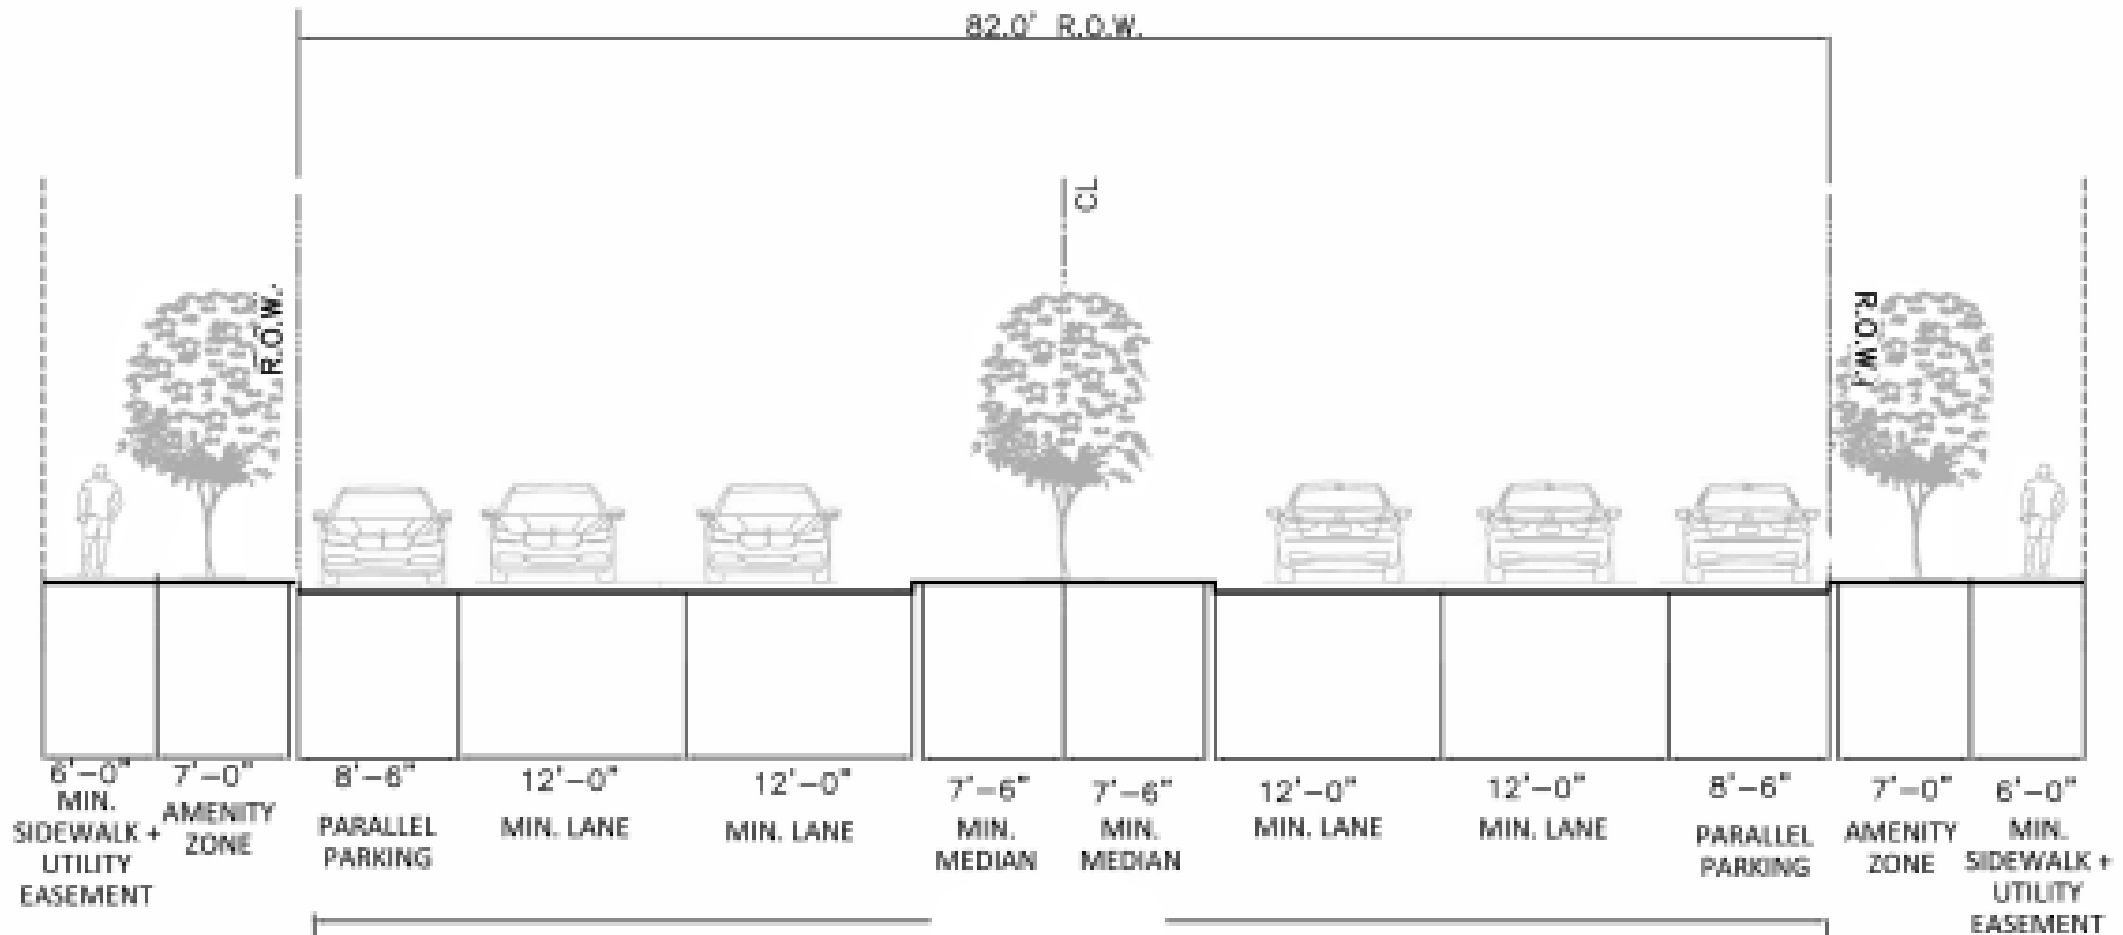 82.0' R.O.W.
CL
R.O.W.
R.O.W.
6'-0"
MIN.
SIDEWALK +
UTILITY
EASEMENT
7'-0"
AMENITY
ZONE
8'-6"
PARALLEL
PARKING
12'-0"
MIN. LANE
12'-0"
MIN. LANE
7'-6"
MIN.
MEDIAN
7'-6"
MIN.
MEDIAN
12'-0"
MIN. LANE
12'-0"
MIN. LANE
8'-6"
PARALLEL
PARKING
7'-0"
AMENITY
ZONE
6'-0"
MIN.
SIDEWALK +
UTILITY
EASEMENT